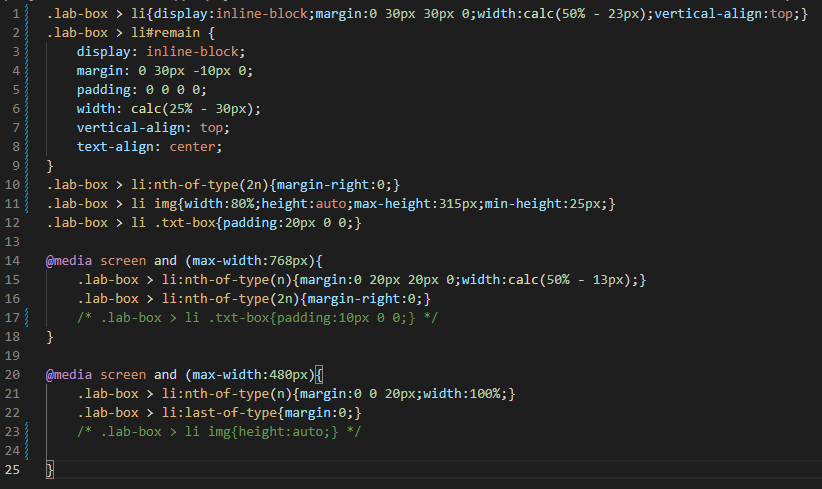 1 .lab-box > li{display:inline-block;margin:0 30px 30px 0;width:calc(50% - 23px);vertical-align:top;}
2 .lab-box > li#remain {
3     display: inline-block;
4     margin: 0 30px -10px 0;
5     padding: 0 0 0 0;
6     width: calc(25% - 30px);
7     vertical-align: top;
8     text-align: center;
9 }
10 .lab-box > li:nth-of-type(2n){margin-right:0;}
11 .lab-box > li img{width:80%;height:auto;max-height:315px;min-height:25px;}
12 .lab-box > li .txt-box{padding:20px 0 0;}
13
14 @media screen and (max-width:768px){
15     .lab-box > li:nth-of-type(n){margin:0 20px 20px 0;width:calc(50% - 13px);}
16     .lab-box > li:nth-of-type(2n){margin-right:0;}
17     /* .lab-box > li .txt-box{padding:10px 0 0;} */
18 }
19
20 @media screen and (max-width:480px){
21     .lab-box > li:nth-of-type(n){margin:0 0 20px;width:100%;}
22     .lab-box > li:last-of-type{margin:0;}
23     /* .lab-box > li img{height:auto;} */
24
25 }